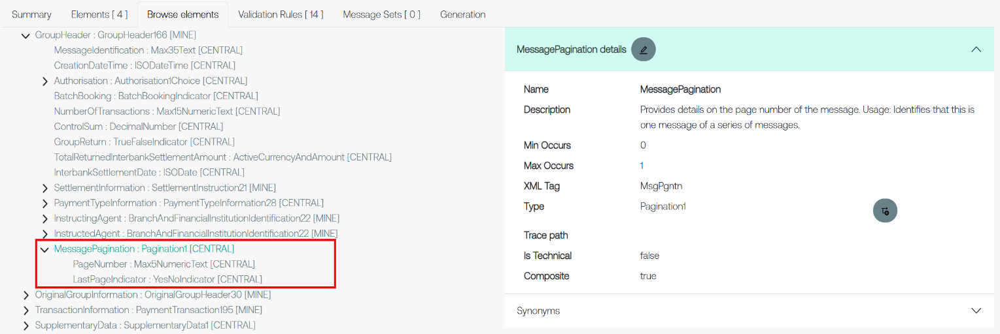 Summary
Elements [ 4 ]
Browse elements
Validation Rules [ 14 ]
Message Sets [ 0 ]
Generation
GroupHeader : GroupHeader166 [MINE]
MessageIdentification : Max35Text [CENTRAL]
CreationDateTime : ISODateTime [CENTRAL]
Authorisation : Authorisation1Choice [CENTRAL]
BatchBooking : BatchBookingIndicator [CENTRAL]
NumberOfTransactions : Max15NumericText [CENTRAL]
ControlSum : DecimalNumber [CENTRAL]
GroupReturn : TrueFalseIndicator [CENTRAL]
TotalReturnedInterbankSettlementAmount : ActiveCurrencyAndAmount [CENTRAL]
InterbankSettlementDate : ISODate [CENTRAL]
SettlementInformation : SettlementInstruction21 [MINE]
PaymentTypeInformation : PaymentTypeInformation28 [CENTRAL]
InstructingAgent : BranchAndFinancialInstitutionIdentification22 [MINE]
InstructedAgent : BranchAndFinancialInstitutionIdentification22 [MINE]
MessagePagination : Pagination1 [CENTRAL]
PageNumber : Max5NumericText [CENTRAL]
LastPageIndicator : YesNoIndicator [CENTRAL]
OriginalGroupInformation : OriginalGroupHeader30 [MINE]
TransactionInformation : PaymentTransaction195 [MINE]
SupplementaryData : SupplementaryData1 [CENTRAL]
MessagePagination details
Name MessagePagination
Description Provides details on the page number of the message. Usage: Identifies that this is
one message of a series of messages.
Min Occurs 0
Max Occurs 1
XML Tag MsgPgntn
Type Pagination1
Trace path
Is Technical false
Composite true
Synonyms